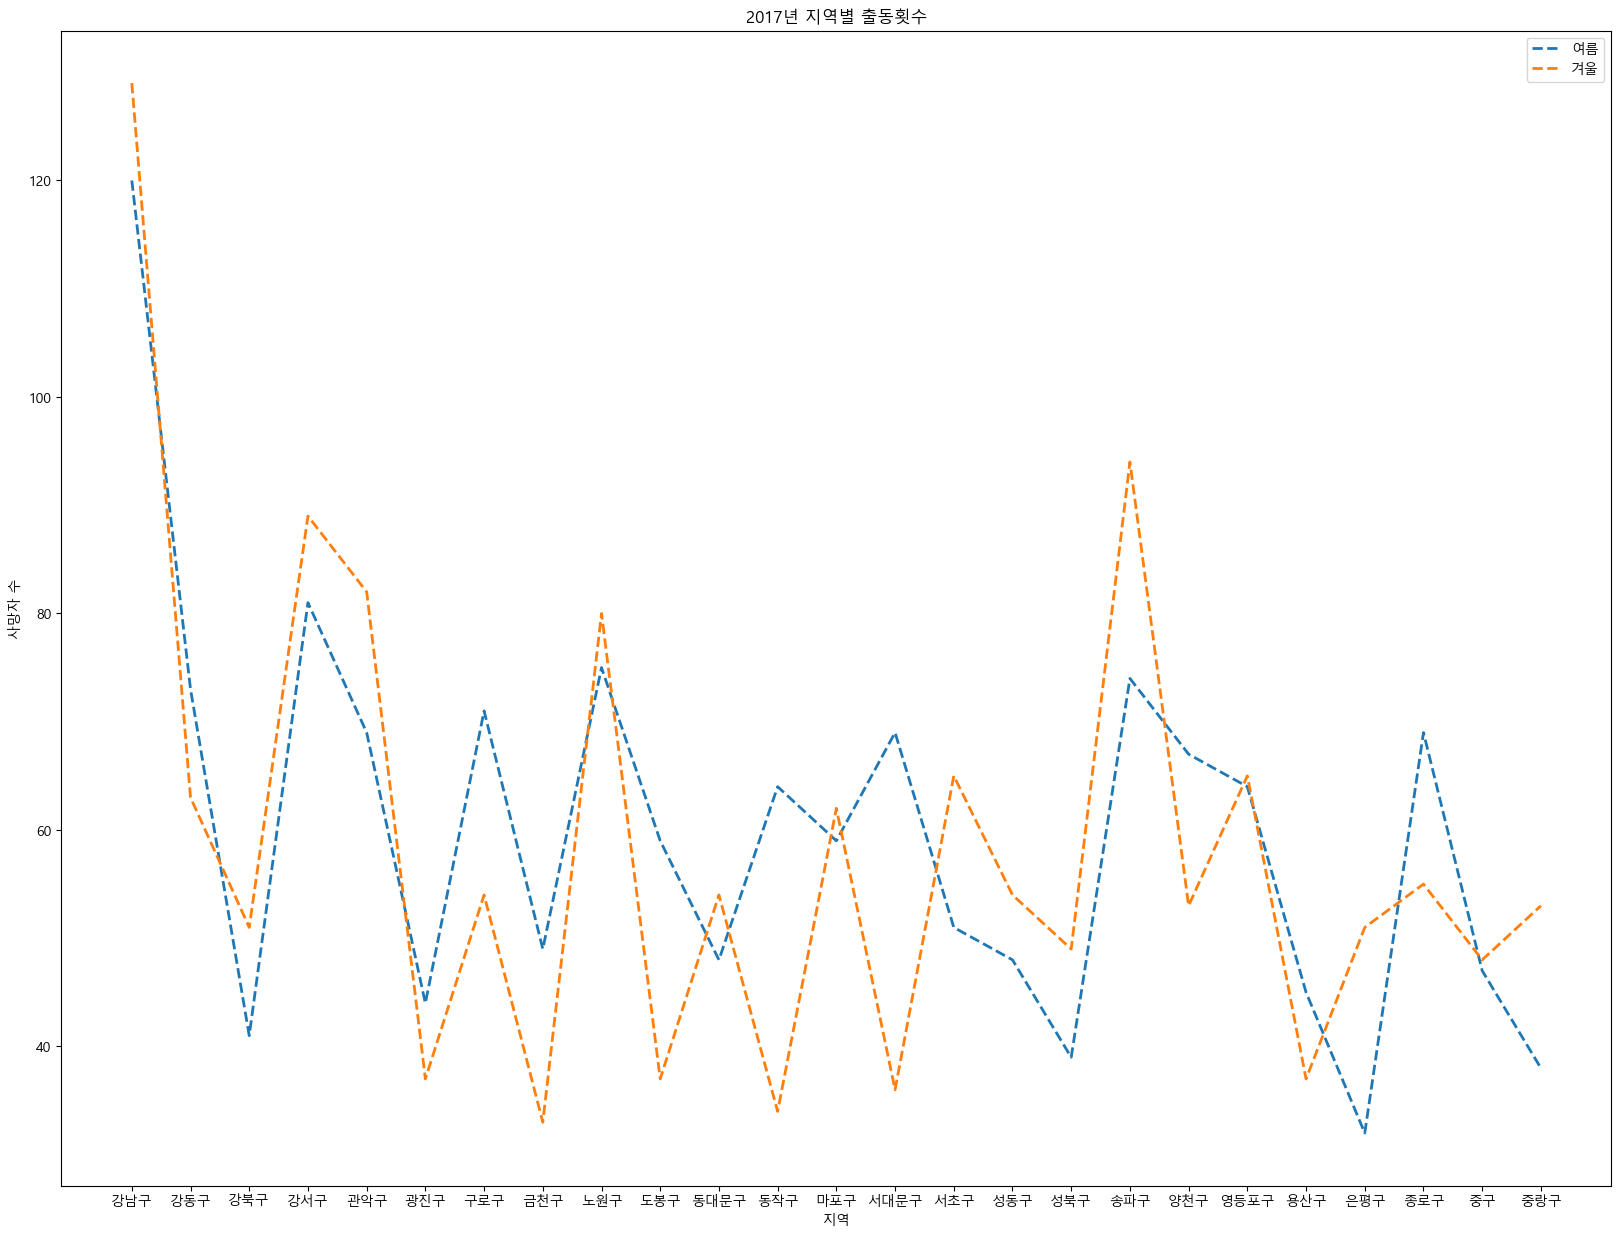 2017년 지역별 출동횟수
여름
겨울
120
100
80
60
40
사망자 수
강남구 강동구 강북구 강서구 관악구 광진구 구로구 금천구 노원구 도봉구 동대문구 동작구 마포구 서대문구 서초구 성동구 성북구 송파구 양천구 영등포구 용산구 은평구 종로구 중구 중랑구
지역